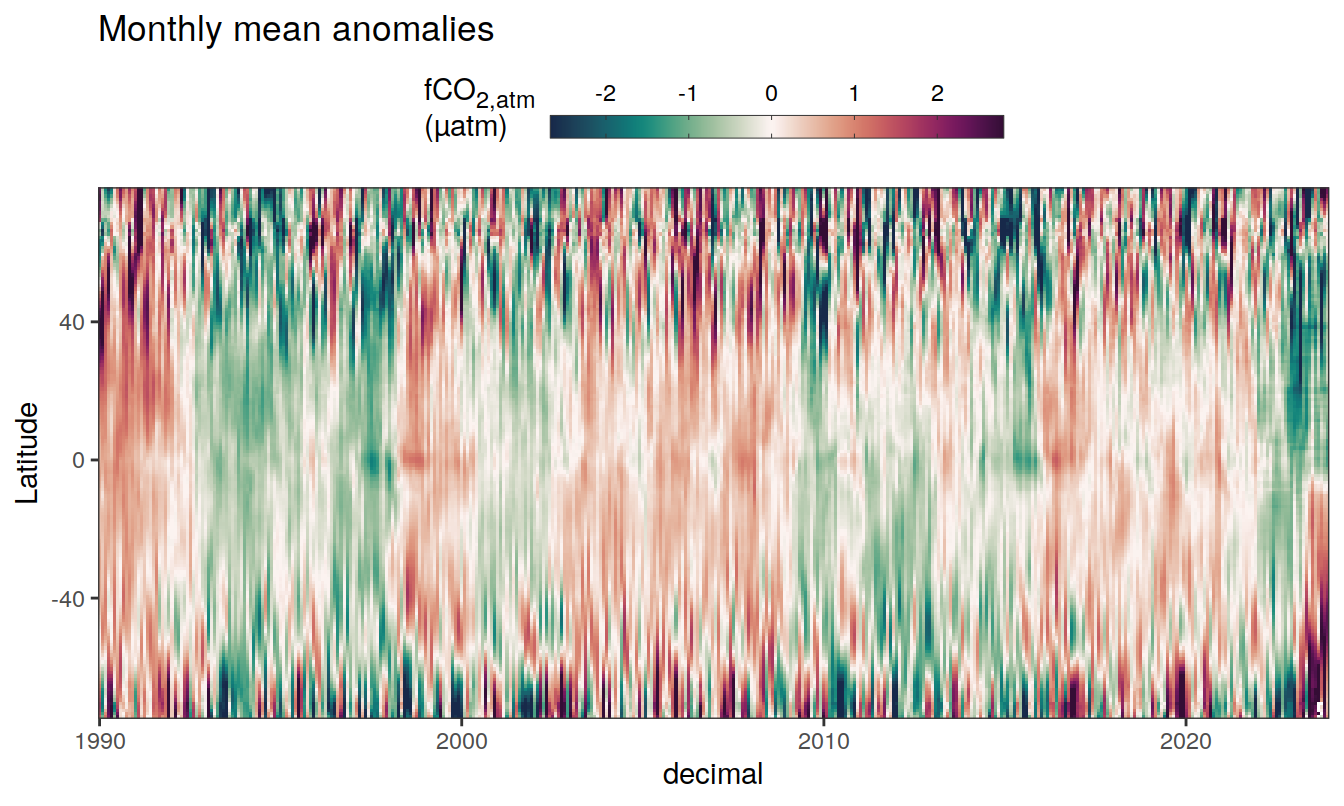 Monthly mean anomalies
fCO2,atm
(µatm)
-2 -1 0 1 2
Latitude
40
0
-40
1990 2000 2010 2020
decimal